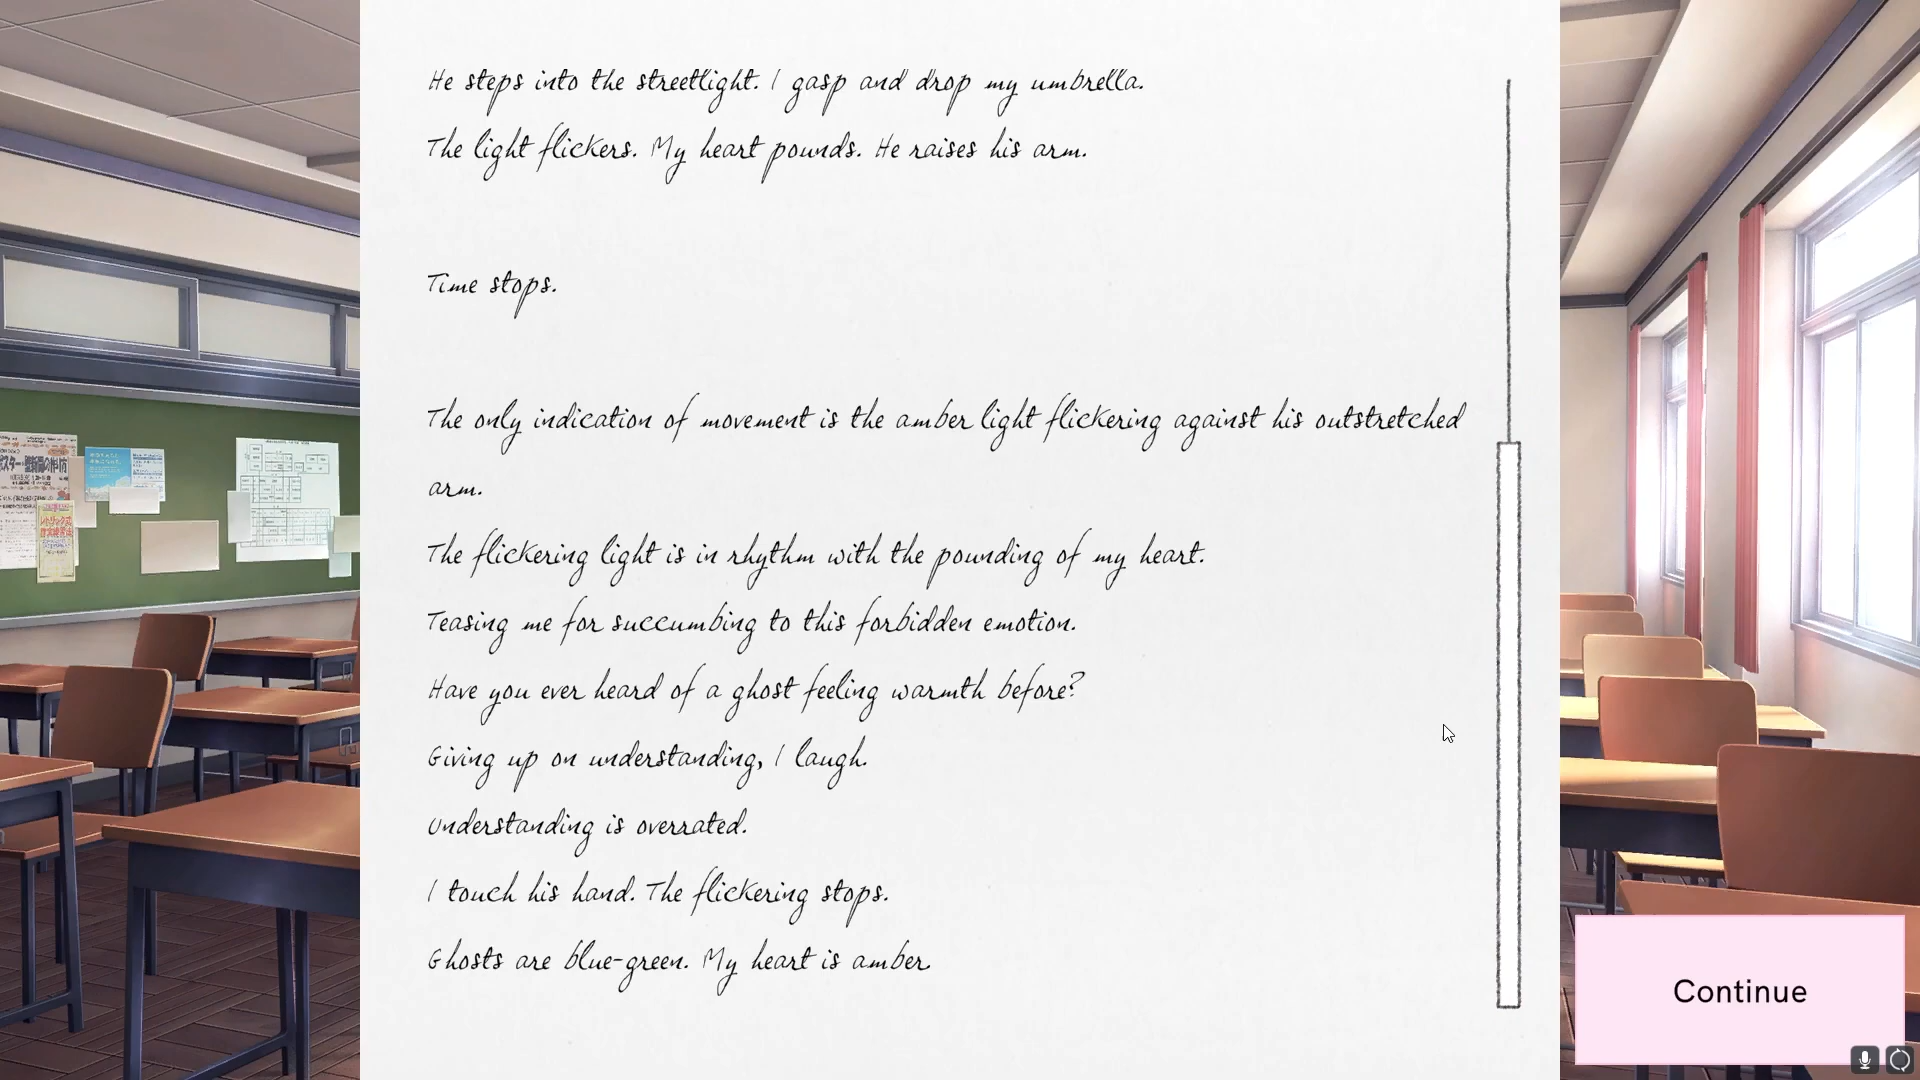 He steps into the streetlight. I gasp and drop my umbrella.
The light flickers. My heart pounds. He raises his arm.
Time stops.
The only indication of movement is the amber light flickering against his outstretched
arm.
The flickering light is in rhythm with the pounding of my heart.
Teasing me for succumbing to this forbidden emotion.
Have you ever heard of a ghost feeling warmth before?
Giving up on understanding, I laugh.
Understanding is overrated.
I touch his hand. The flickering stops.
Ghosts are blue-green. My heart is amber.
Continue